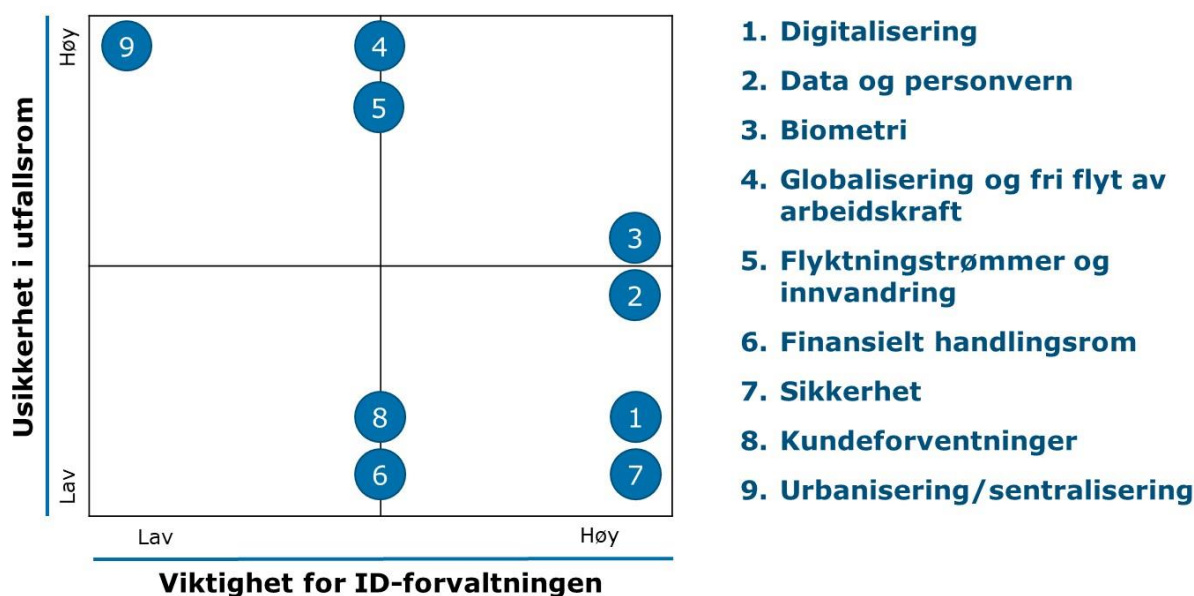 Usikkerhet i utfallsrom
Høy
Lav
9
4
5
3
2
8
1
6
7
Lav
Høy
Viktighet for ID-forvaltningen
1. Digitalisering
2. Data og personvern
3. Biometri
4. Globalisering og fri flyt av
arbeidskraft
5. Flyktningstrømmer og
innvandring
6. Finansielt handlingsrom
7. Sikkerhet
8. Kundeforventninger
9. Urbanisering/sentralisering